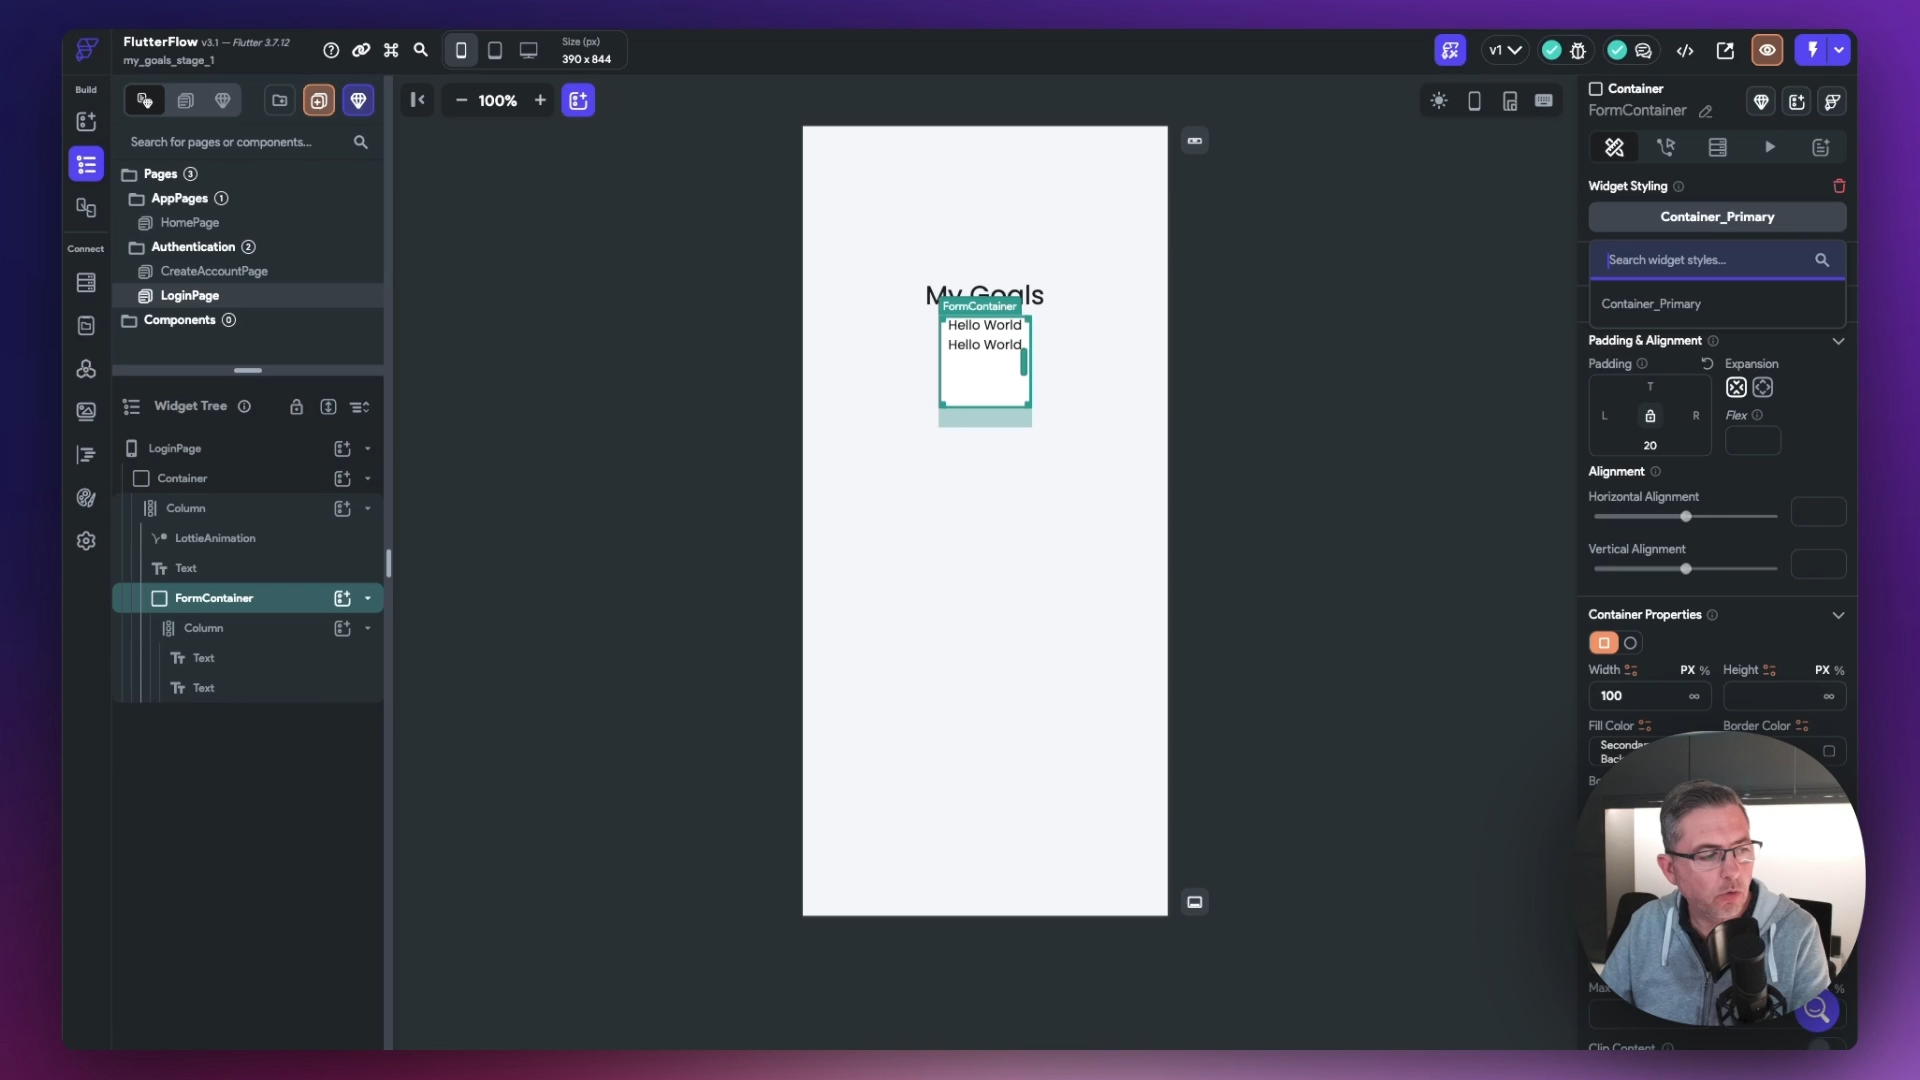 FlutterFlow v3.1 — Flutter 3.7.12
my_goals_stage_1
Size (px)
390 x 844
v1
Build
Connect
100%
Search for pages or components...
Pages 3
AppPages 1
HomePage
Authentication 2
CreateAccountPage
LoginPage
Components 0
Widget Tree
LoginPage
Container
Column
LottieAnimation
Text
FormContainer
Column
Text
Text
My Goals
FormContainer
Hello World
Hello World
Container
FormContainer
Widget Styling
Container_Primary
Search widget styles...
Container_Primary
Padding & Alignment
Padding
Expansion
T
L
R
Flex
20
Alignment
Horizontal Alignment
Vertical Alignment
Container Properties
Width PX %
Height PX %
100 ∞
∞
Fill Color
Border Color
Max
%
Clip Content